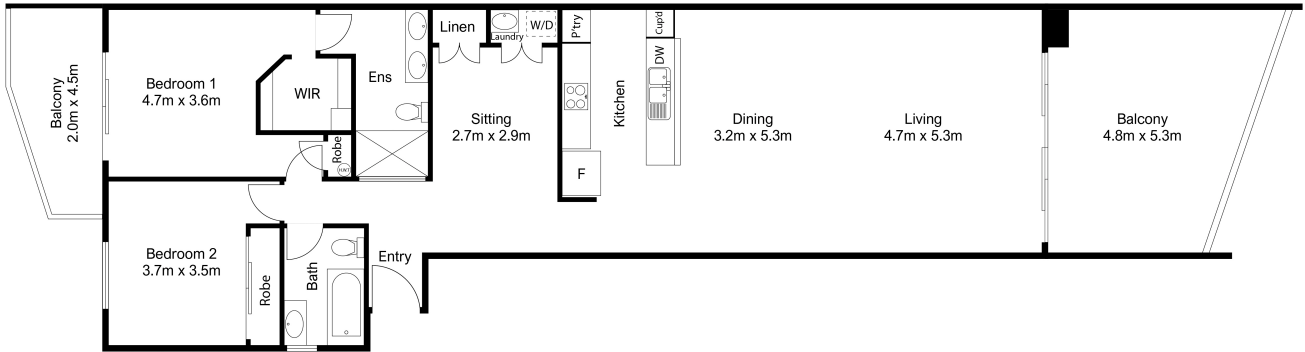 Balcony
2.0m x 4.5m
Bedroom 1
4.7m x 3.6m
WIR
Ens
Robe
HWT
Linen
Laundry
W/D
Sitting
2.7m x 2.9m
P'try
Cup'd
DW
Kitchen
F
Dining
3.2m x 5.3m
Living
4.7m x 5.3m
Balcony
4.8m x 5.3m
Bedroom 2
3.7m x 3.5m
Robe
Bath
Entry